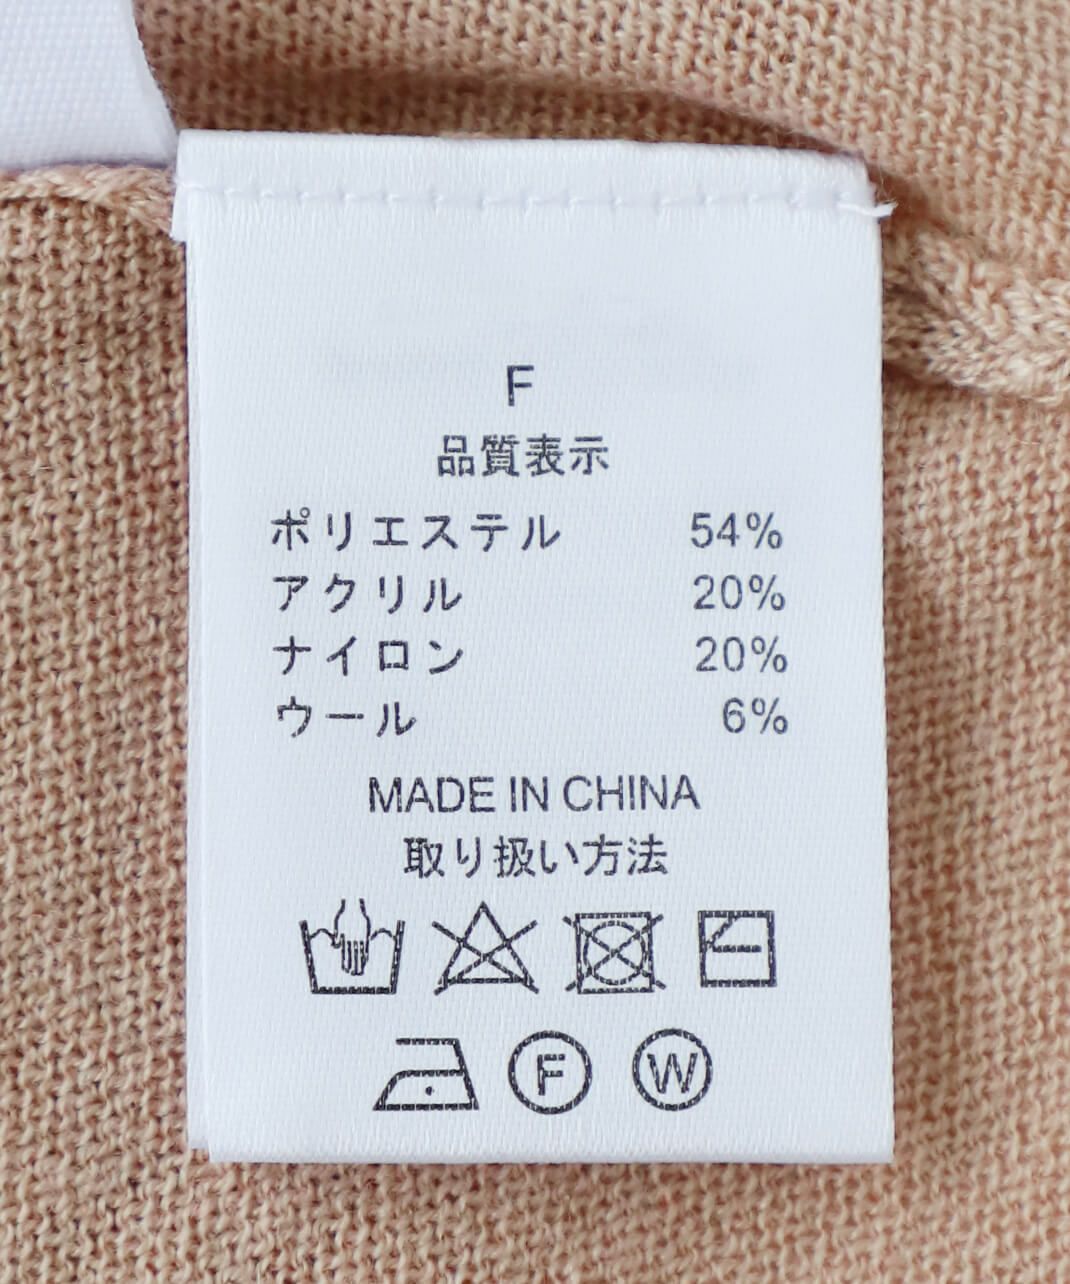 F
品質表示
ポリエステル 54%
アクリル 20%
ナイロン 20%
ウール 6%
MADE IN CHINA
取り扱い方法
F W